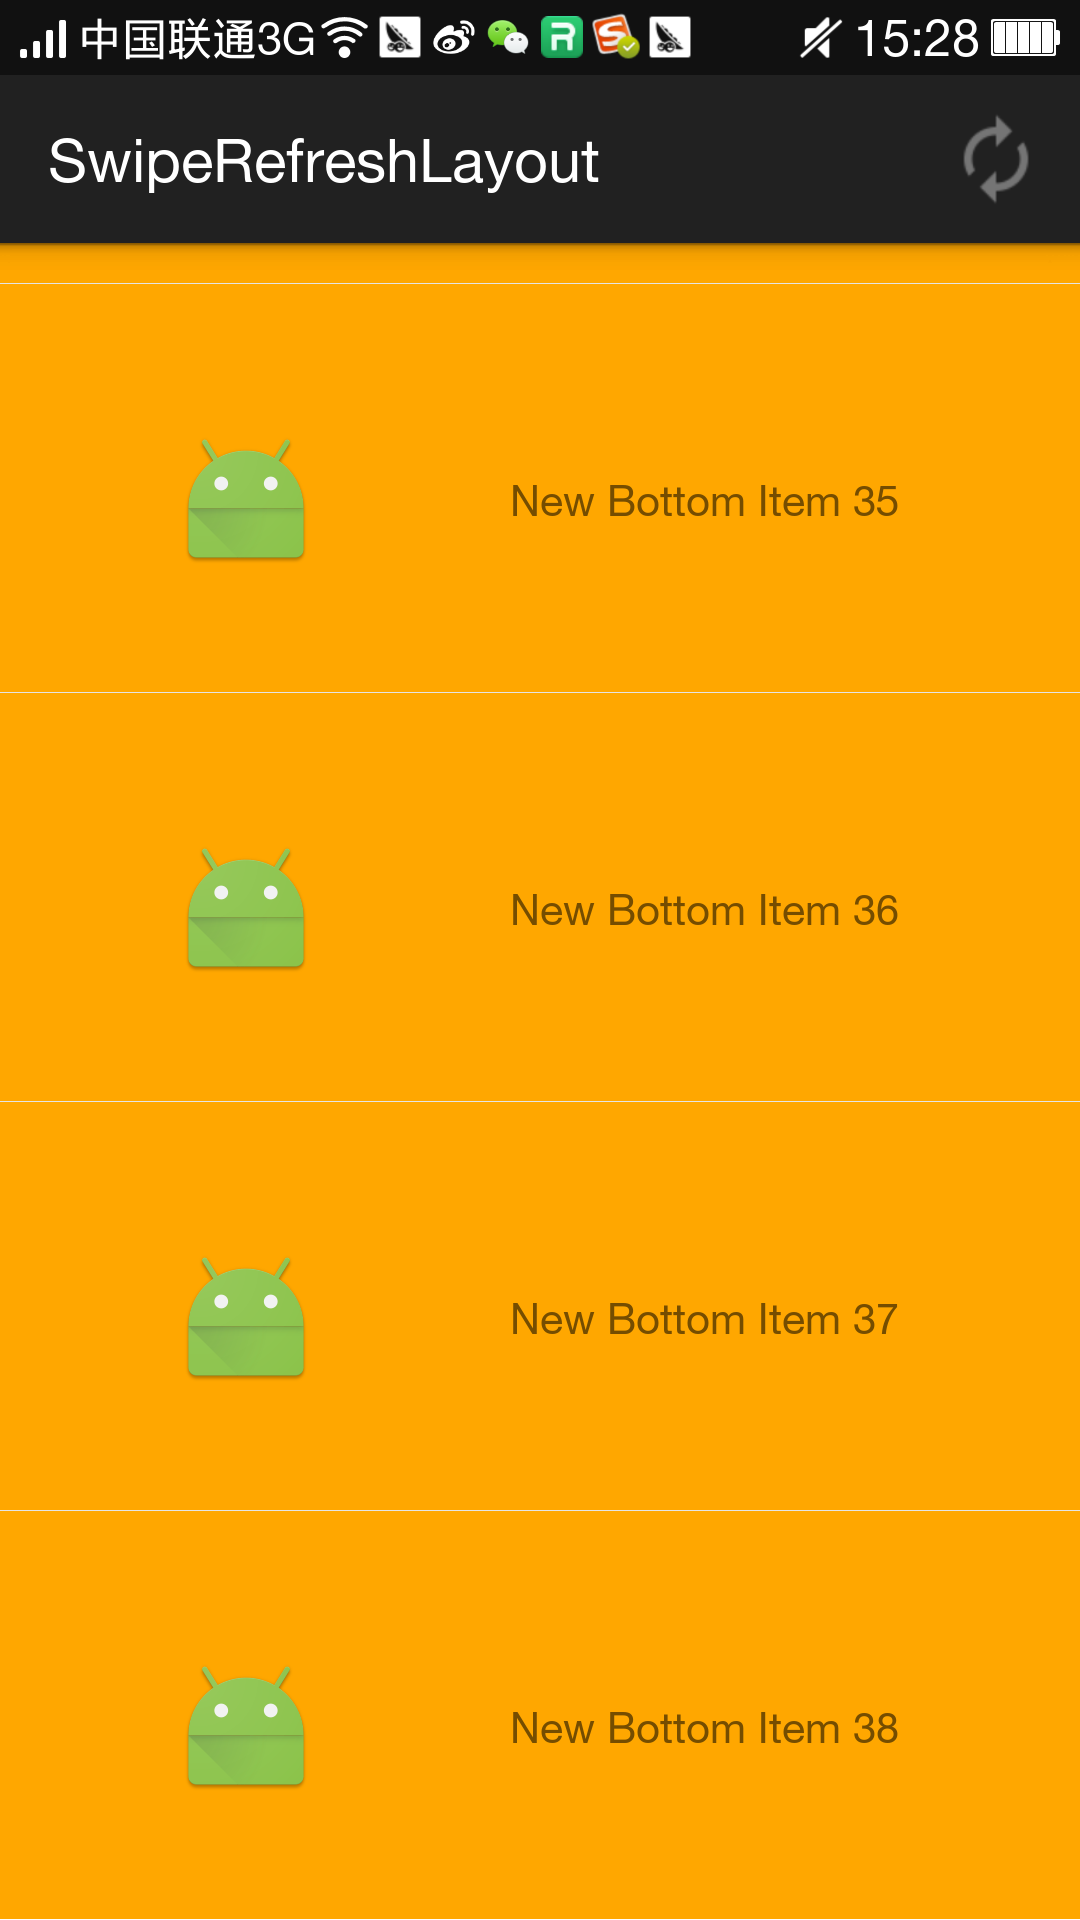 中国联通3G 15:28
SwipeRefreshLayout
New Bottom Item 35
New Bottom Item 36
New Bottom Item 37
New Bottom Item 38